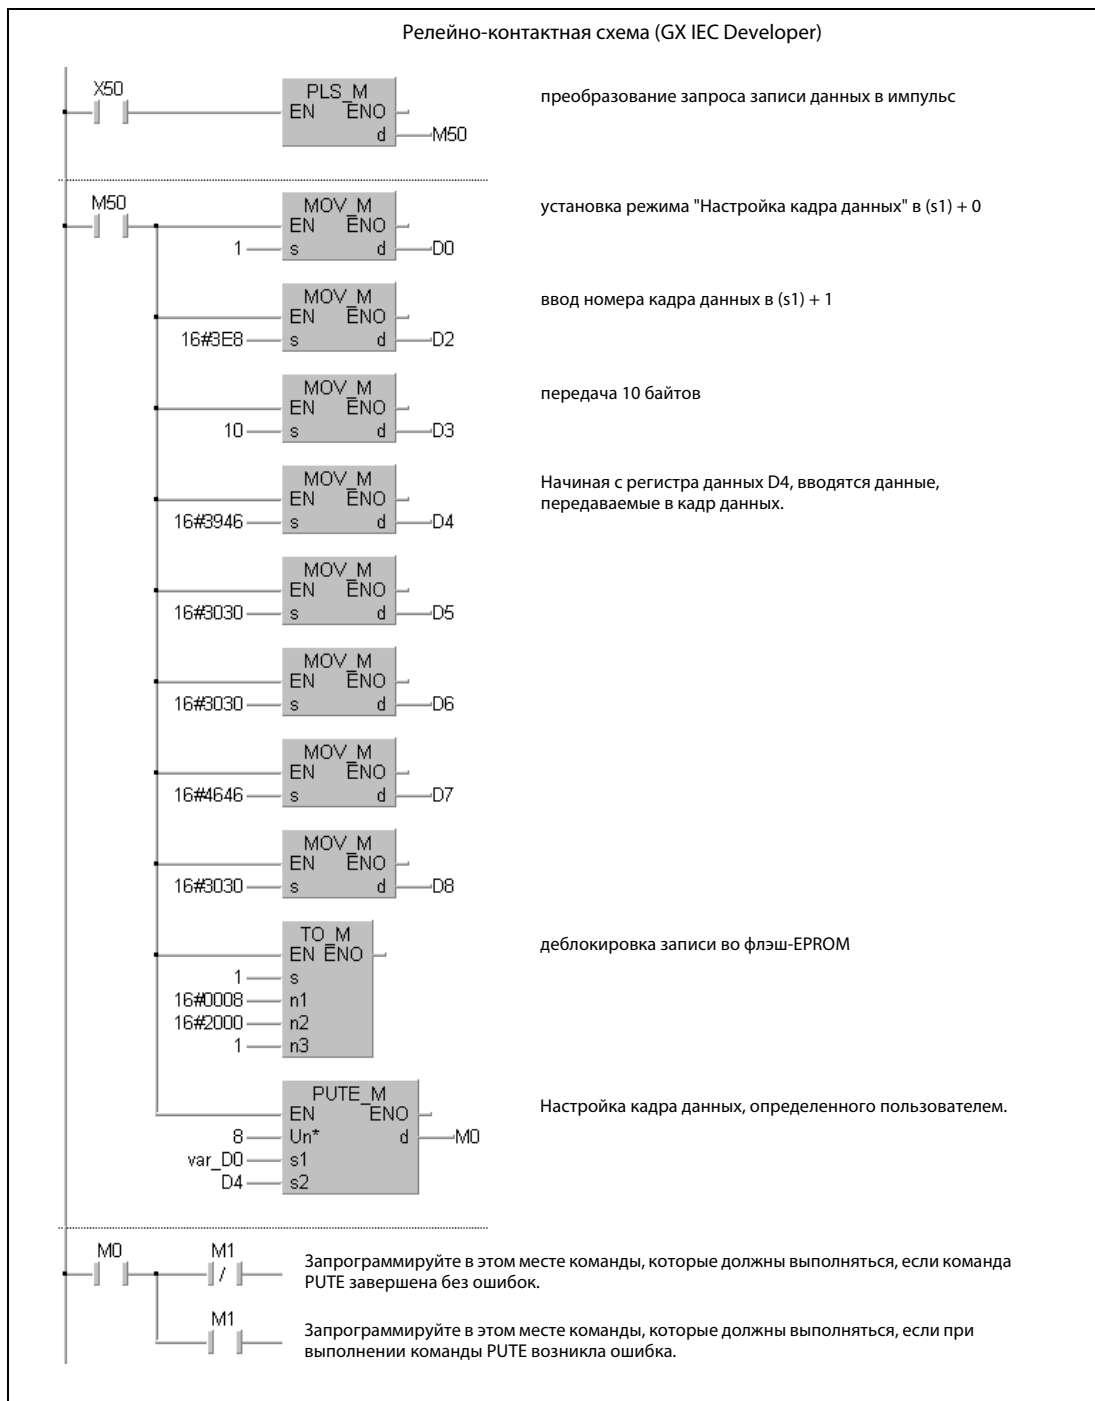 Релейно-контактная схема (GX IEC Developer)
X50
PLS_M
EN ENO
d M50
преобразование запроса записи данных в импульс
M50
MOV_M
EN ENO
1 s d D0
установка режима "Настройка кадра данных" в (s1) + 0
MOV_M
EN ENO
16#3E8 s d D2
ввод номера кадра данных в (s1) + 1
MOV_M
EN ENO
10 s d D3
передача 10 байтов
MOV_M
EN ENO
16#3946 s d D4
Начиная с регистра данных D4, вводятся данные,
передаваемые в кадр данных.
MOV_M
EN ENO
16#3030 s d D5
MOV_M
EN ENO
16#3030 s d D6
MOV_M
EN ENO
16#4646 s d D7
MOV_M
EN ENO
16#3030 s d D8
TO_M
EN ENO
1 s
16#0008 n1
16#2000 n2
1 n3
деблокировка записи во флэш-EPROM
PUTE_M
EN ENO
8 Un* d M0
var_D0 s1
D4 s2
Настройка кадра данных, определенного пользователем.
M0 M1
Запрограммируйте в этом месте команды, которые должны выполняться, если команда
PUTE завершена без ошибок.
M1
Запрограммируйте в этом месте команды, которые должны выполняться, если при
выполнении команды PUTE возникла ошибка.